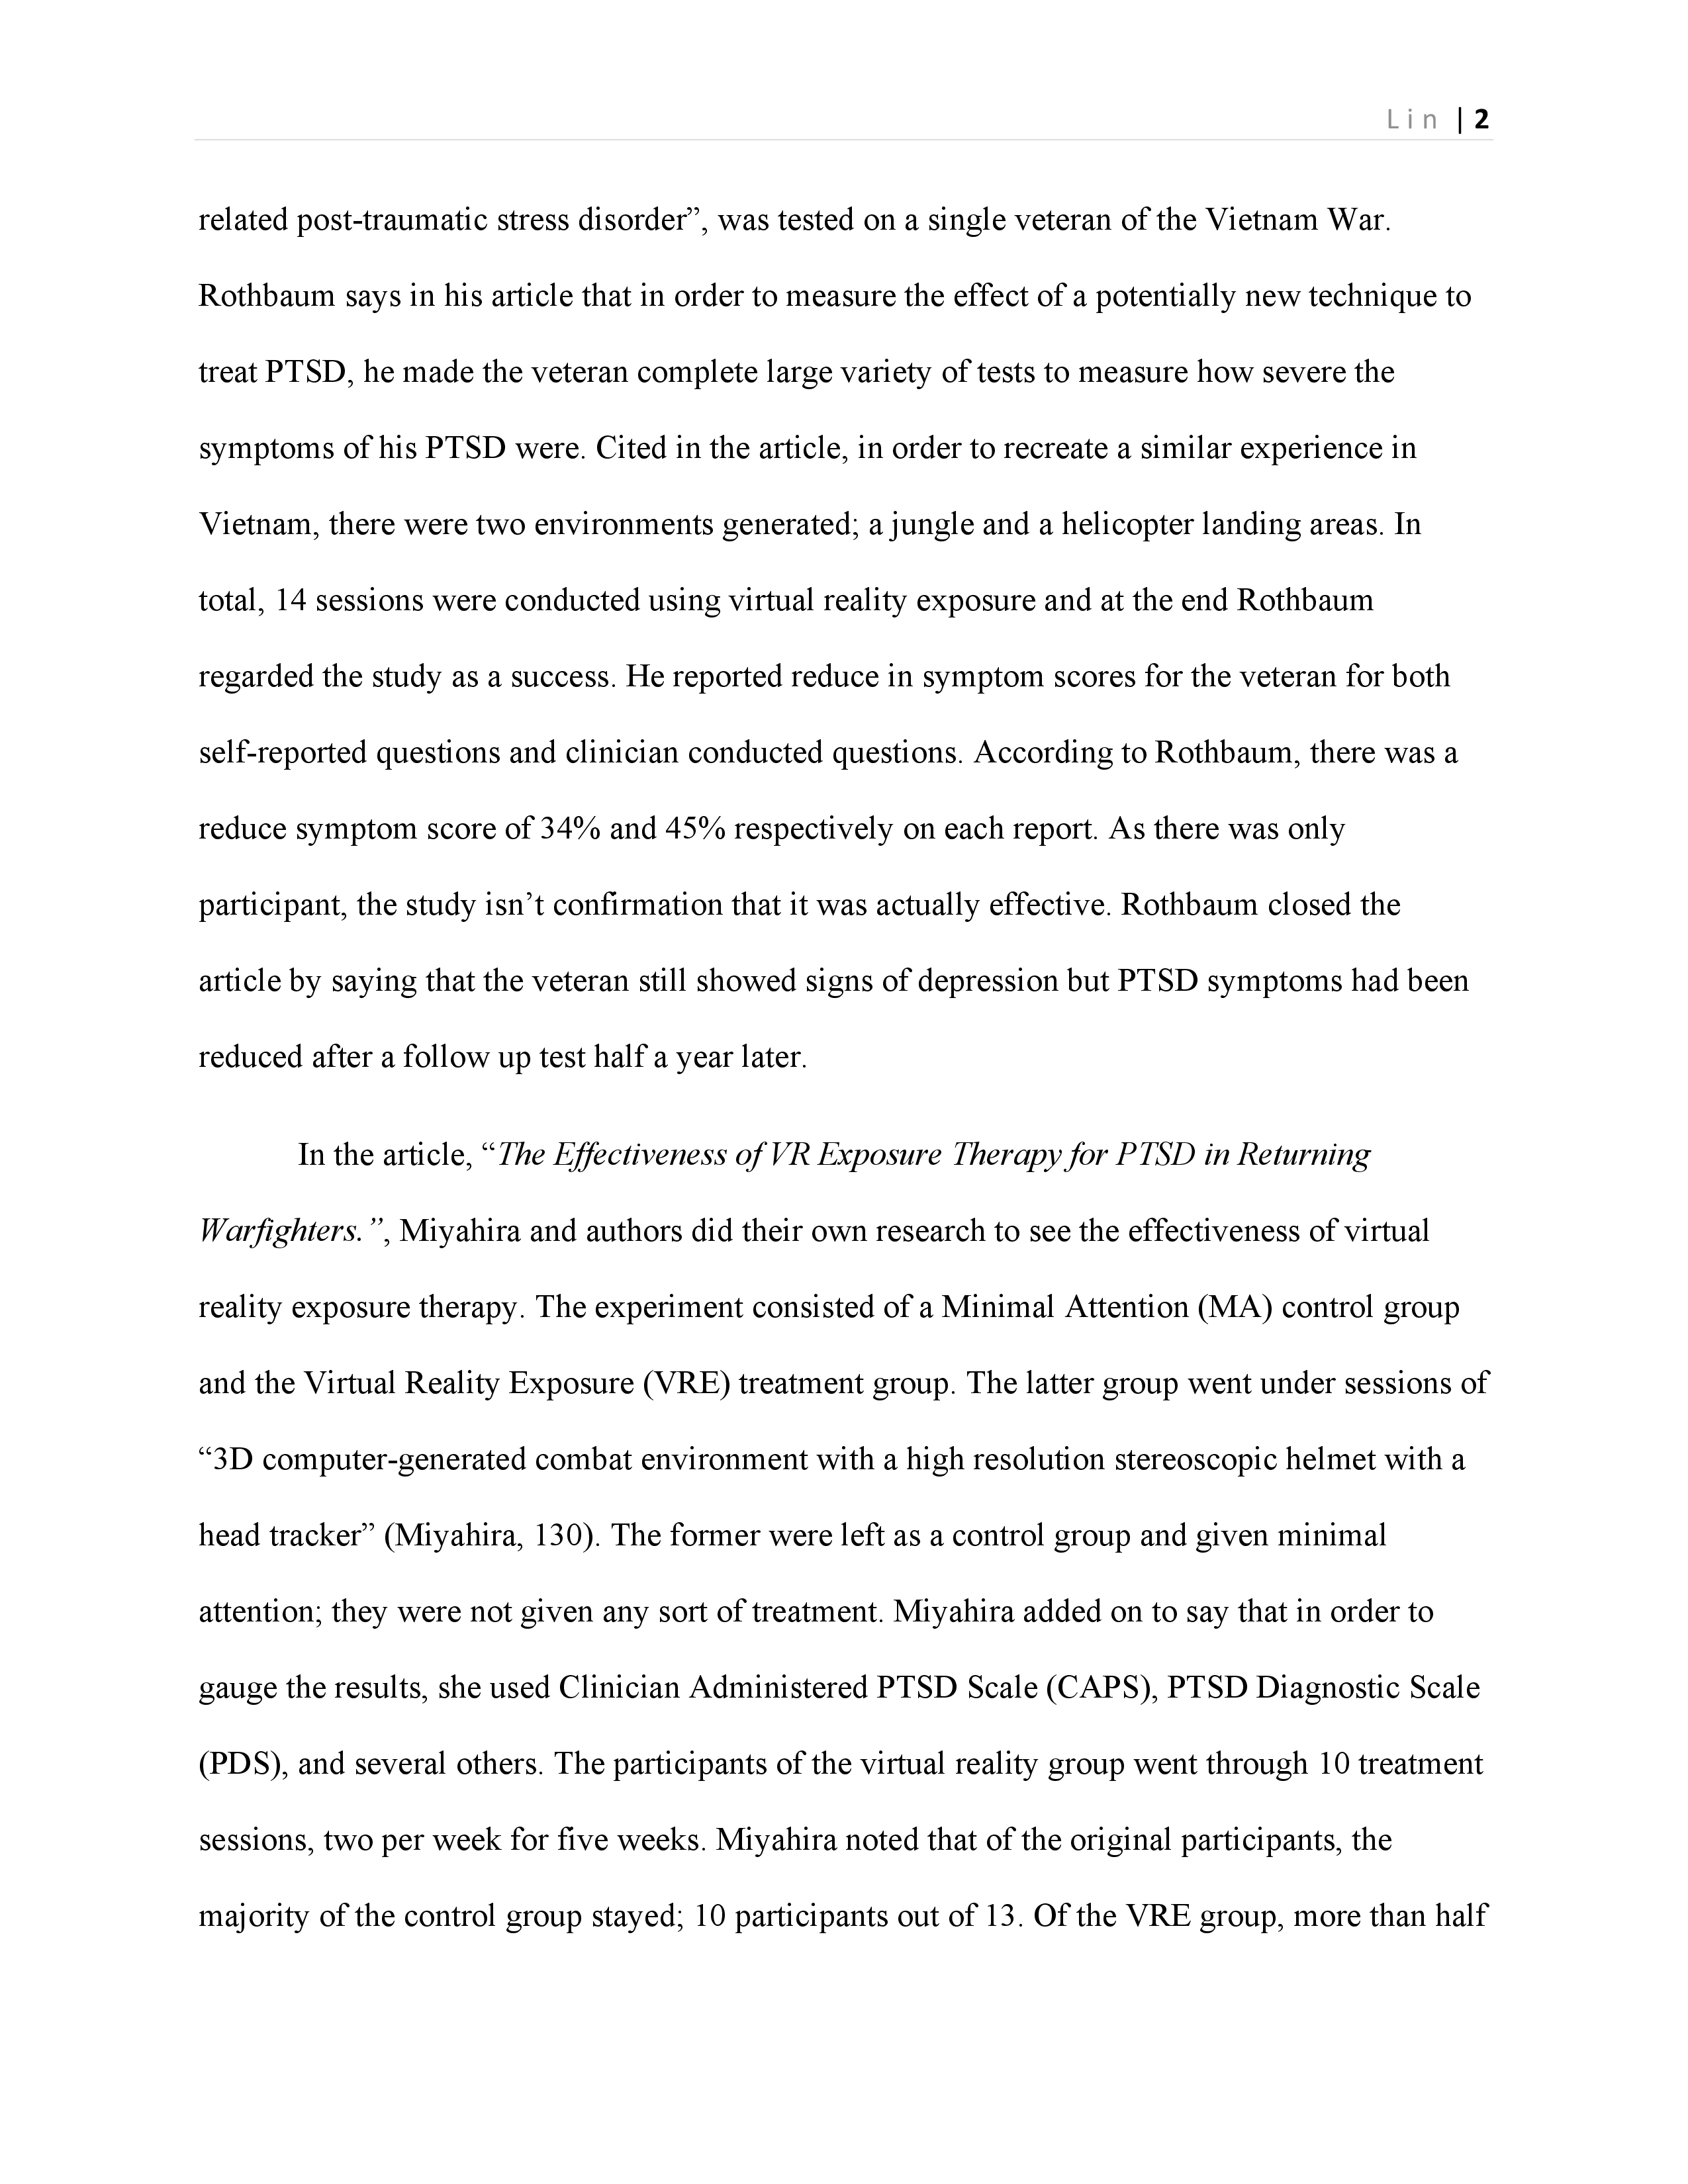 Lin | 2
related post-traumatic stress disorder”, was tested on a single veteran of the Vietnam War.
Rothbaum says in his article that in order to measure the effect of a potentially new technique to
treat PTSD, he made the veteran complete large variety of tests to measure how severe the
symptoms of his PTSD were. Cited in the article, in order to recreate a similar experience in
Vietnam, there were two environments generated; a jungle and a helicopter landing areas. In
total, 14 sessions were conducted using virtual reality exposure and at the end Rothbaum
regarded the study as a success. He reported reduce in symptom scores for the veteran for both
self-reported questions and clinician conducted questions. According to Rothbaum, there was a
reduce symptom score of 34% and 45% respectively on each report. As there was only
participant, the study isn’t confirmation that it was actually effective. Rothbaum closed the
article by saying that the veteran still showed signs of depression but PTSD symptoms had been
reduced after a follow up test half a year later.
In the article, “The Effectiveness of VR Exposure Therapy for PTSD in Returning
Warfighters.”, Miyahira and authors did their own research to see the effectiveness of virtual
reality exposure therapy. The experiment consisted of a Minimal Attention (MA) control group
and the Virtual Reality Exposure (VRE) treatment group. The latter group went under sessions of
“3D computer-generated combat environment with a high resolution stereoscopic helmet with a
head tracker” (Miyahira, 130). The former were left as a control group and given minimal
attention; they were not given any sort of treatment. Miyahira added on to say that in order to
gauge the results, she used Clinician Administered PTSD Scale (CAPS), PTSD Diagnostic Scale
(PDS), and several others. The participants of the virtual reality group went through 10 treatment
sessions, two per week for five weeks. Miyahira noted that of the original participants, the
majority of the control group stayed; 10 participants out of 13. Of the VRE group, more than half